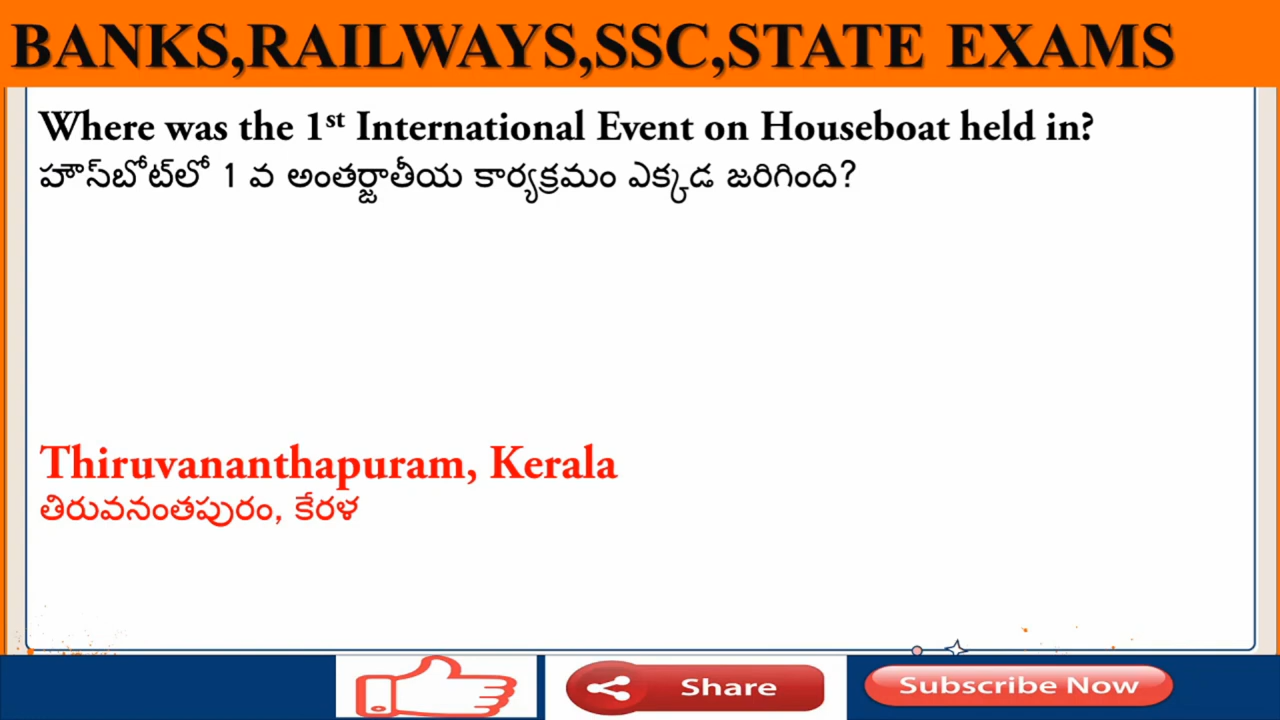 BANKS,RAILWAYS,SSC,STATE EXAMS
Where was the 1st International Event on Houseboat held in?
హౌస్‌బోట్‌లో 1 వ అంతర్జాతీయ కార్యక్రమం ఎక్కడ జరిగింది?
Thiruvananthapuram, Kerala
తిరువనంతపురం, కేరళ
Share
Subscribe Now